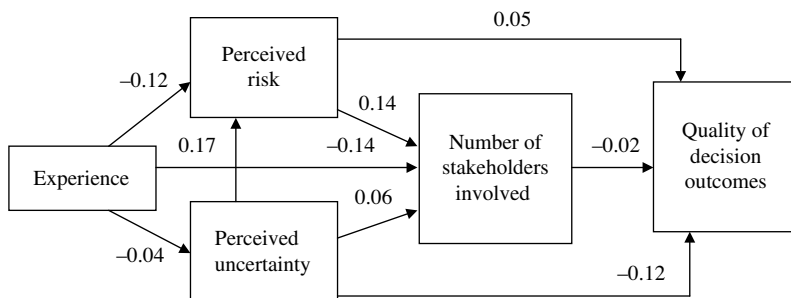 0.05
Perceived
risk
–0.12
0.14
Number of
stakeholders
involved
Quality of
decision
outcomes
0.17
–0.14
–0.02
Experience
0.06
Perceived
uncertainty
–0.04
–0.12